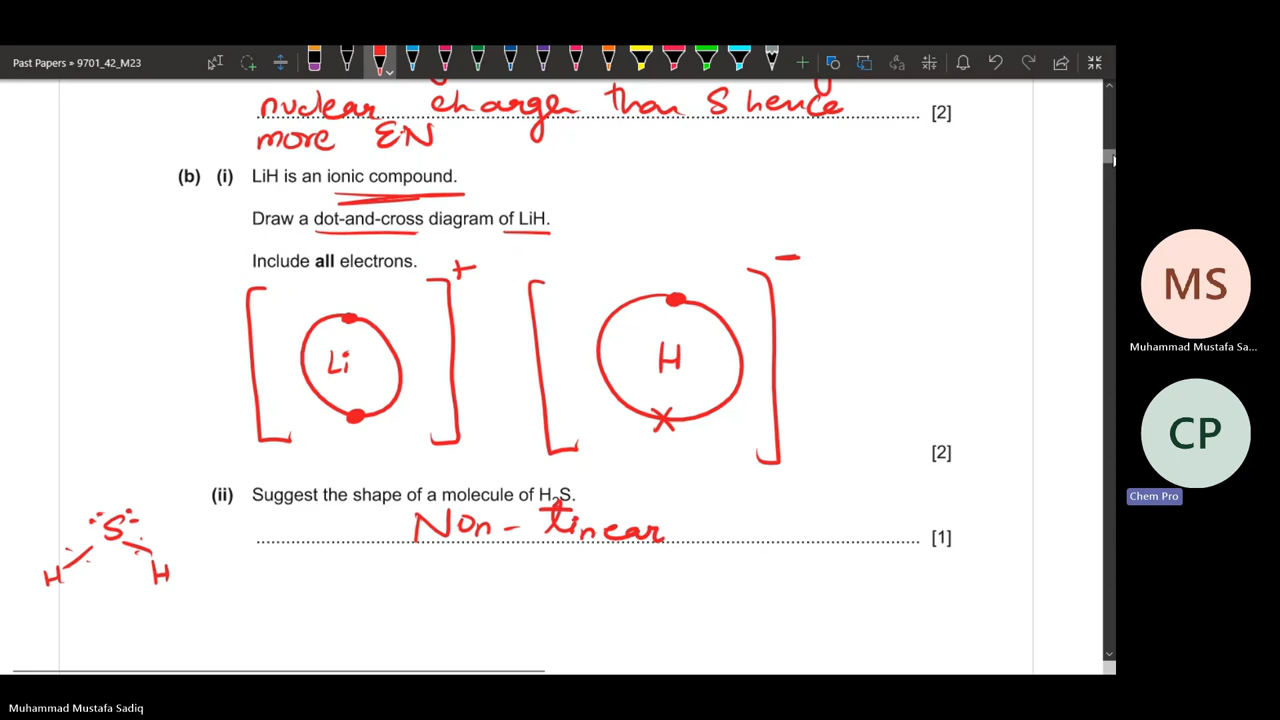 Past Papers » 9701_42_M23
nuclear charger than S hence
[2]
more EN
(b) (i) LiH is an ionic compound.
Draw a dot-and-cross diagram of LiH.
Include all electrons.
+
-
Li
H
[2]
(ii) Suggest the shape of a molecule of H₂S.
Non-linear
[1]
S
H H
MS
Muhammad Mustafa Sa...
CP
Chem Pro
Muhammad Mustafa Sadiq